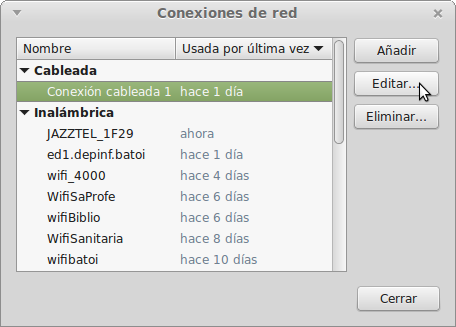 Conexiones de red
Nombre Usada por última vez
Añadir
Cableada
Conexión cableada 1 hace 1 día
Editar...
Inalámbrica
Eliminar...
JAZZTEL_1F29 ahora
ed1.depinf.batoi hace 1 días
wifi_4000 hace 4 días
WifiSaProfe hace 6 días
wifiBiblio hace 6 días
WifiSanitaria hace 8 días
wifibatoi hace 10 días
Cerrar